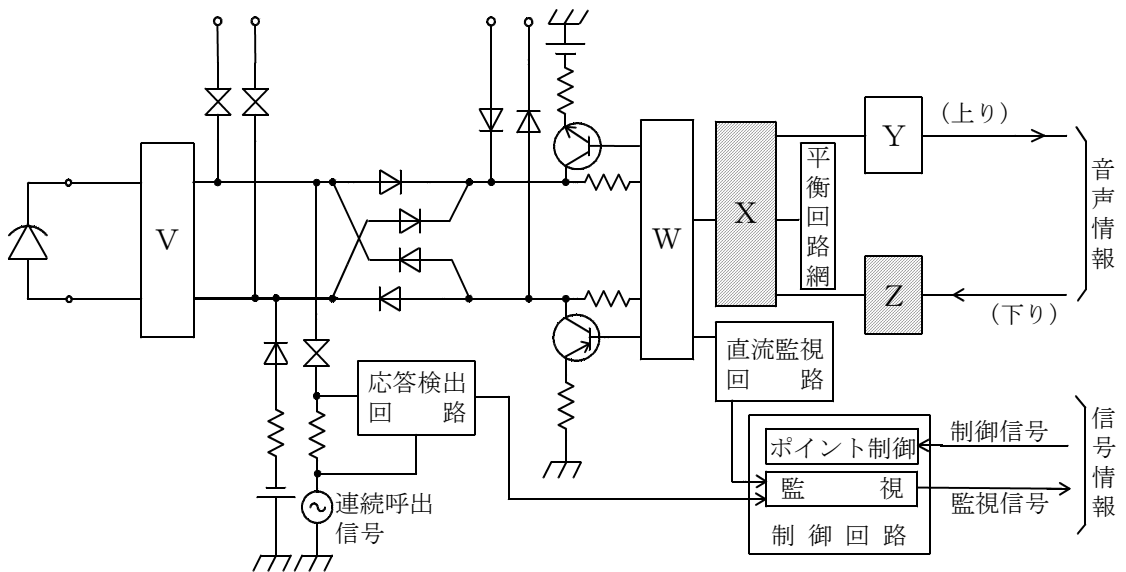 V
W
X
Y
Z
平衡回路網
(上り)
(下り)
音声情報
直流監視
回路
応答検出
回路
連続呼出
信号
ポイント制御
監視
制御回路
制御信号
監視信号
信号情報